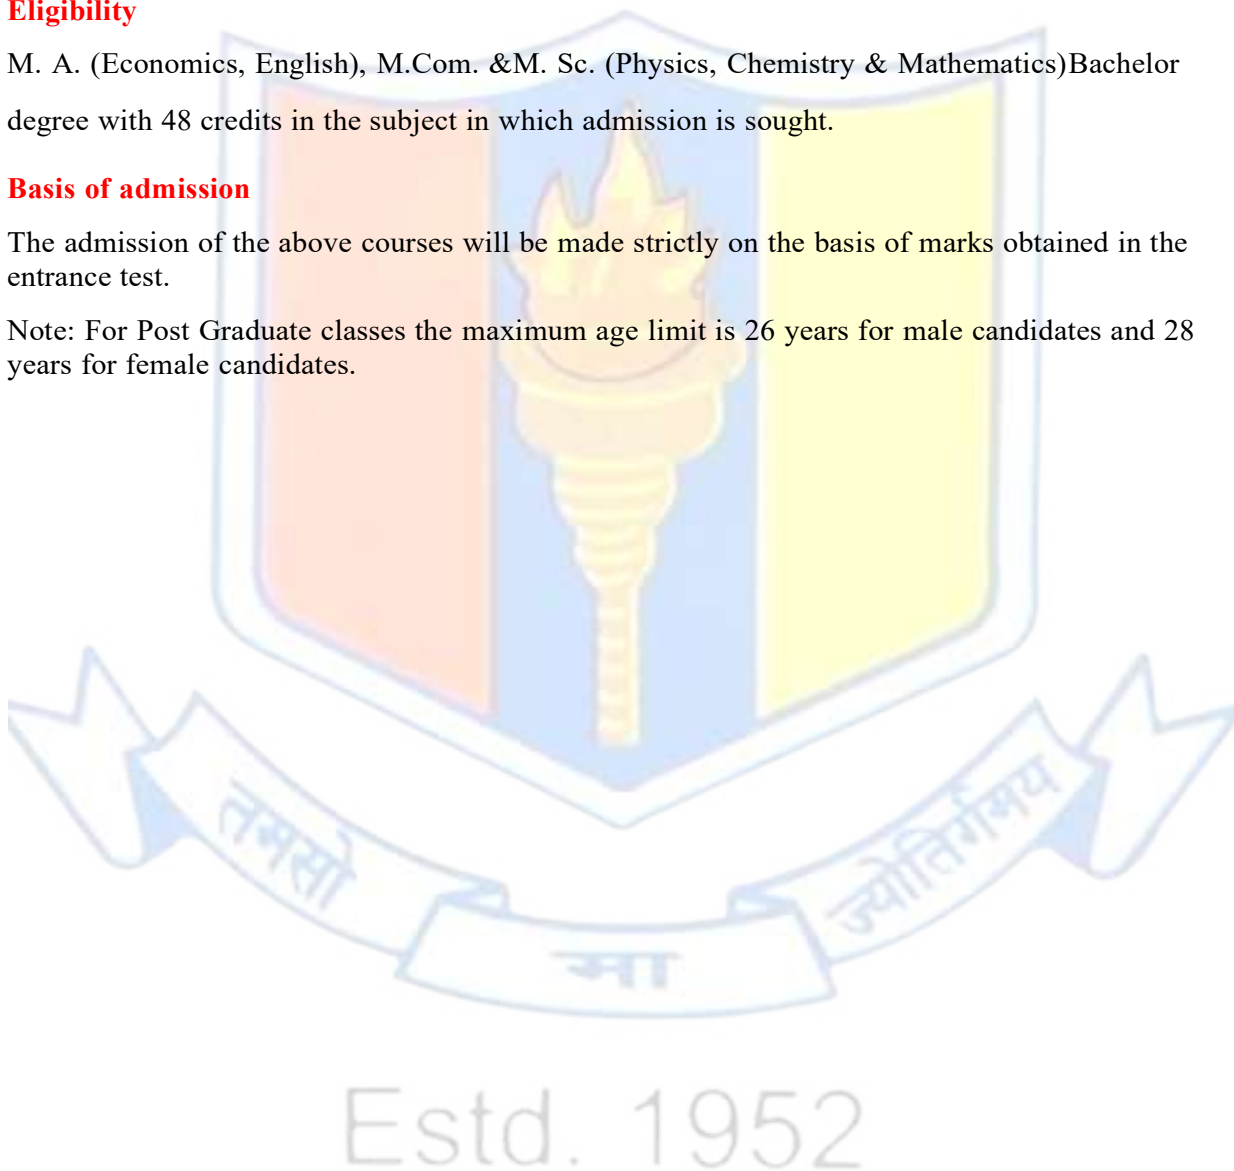 Eligibility
M. A. (Economics, English), M.Com. &M. Sc. (Physics, Chemistry & Mathematics)Bachelor
degree with 48 credits in the subject in which admission is sought.
Basis of admission
The admission of the above courses will be made strictly on the basis of marks obtained in the
entrance test.
Note: For Post Graduate classes the maximum age limit is 26 years for male candidates and 28
years for female candidates.
तमसो
मा
ज्योतिर्गमय
Estd. 1952